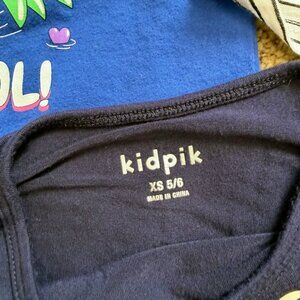 OL!
kidpik
XS 5/6
MADE IN CHINA